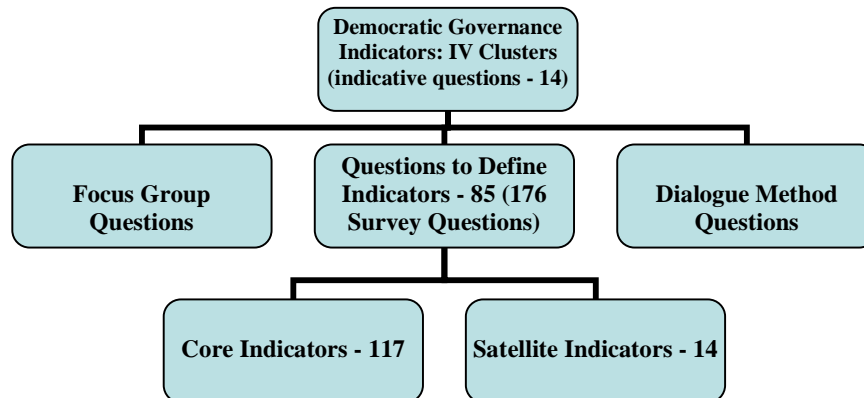 Democratic Governance
Indicators: IV Clusters
(indicative questions - 14)
Focus Group
Questions
Questions to Define
Indicators - 85 (176
Survey Questions)
Dialogue Method
Questions
Core Indicators - 117
Satellite Indicators - 14